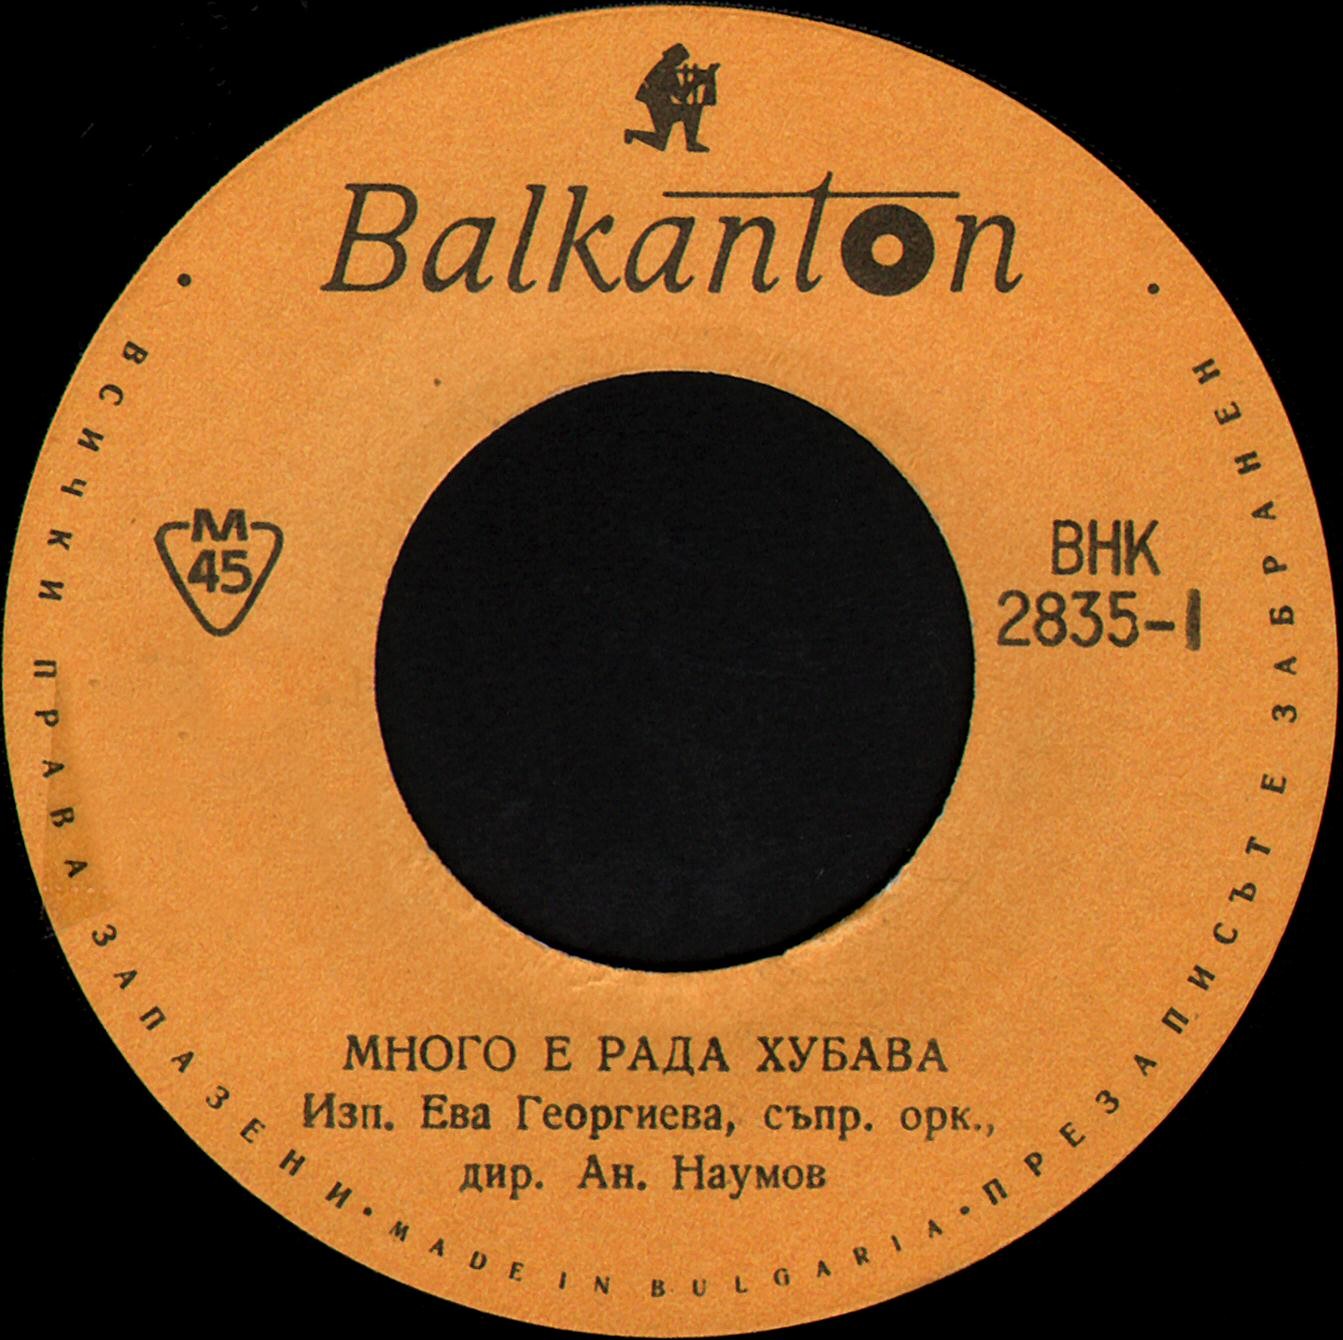 Balkanton
M
45
ВНК
2835-1
МНОГО Е РАДА ХУБАВА
Изп. Ева Георгиева, съпр. орк.,
дир. Ан. Наумов
• ВСИЧКИ ПРАВА ЗАПАЗЕНИ • MADE IN BULGARIA • ПРЕЗАПИСЪТ Е ЗАБРАНЕН •